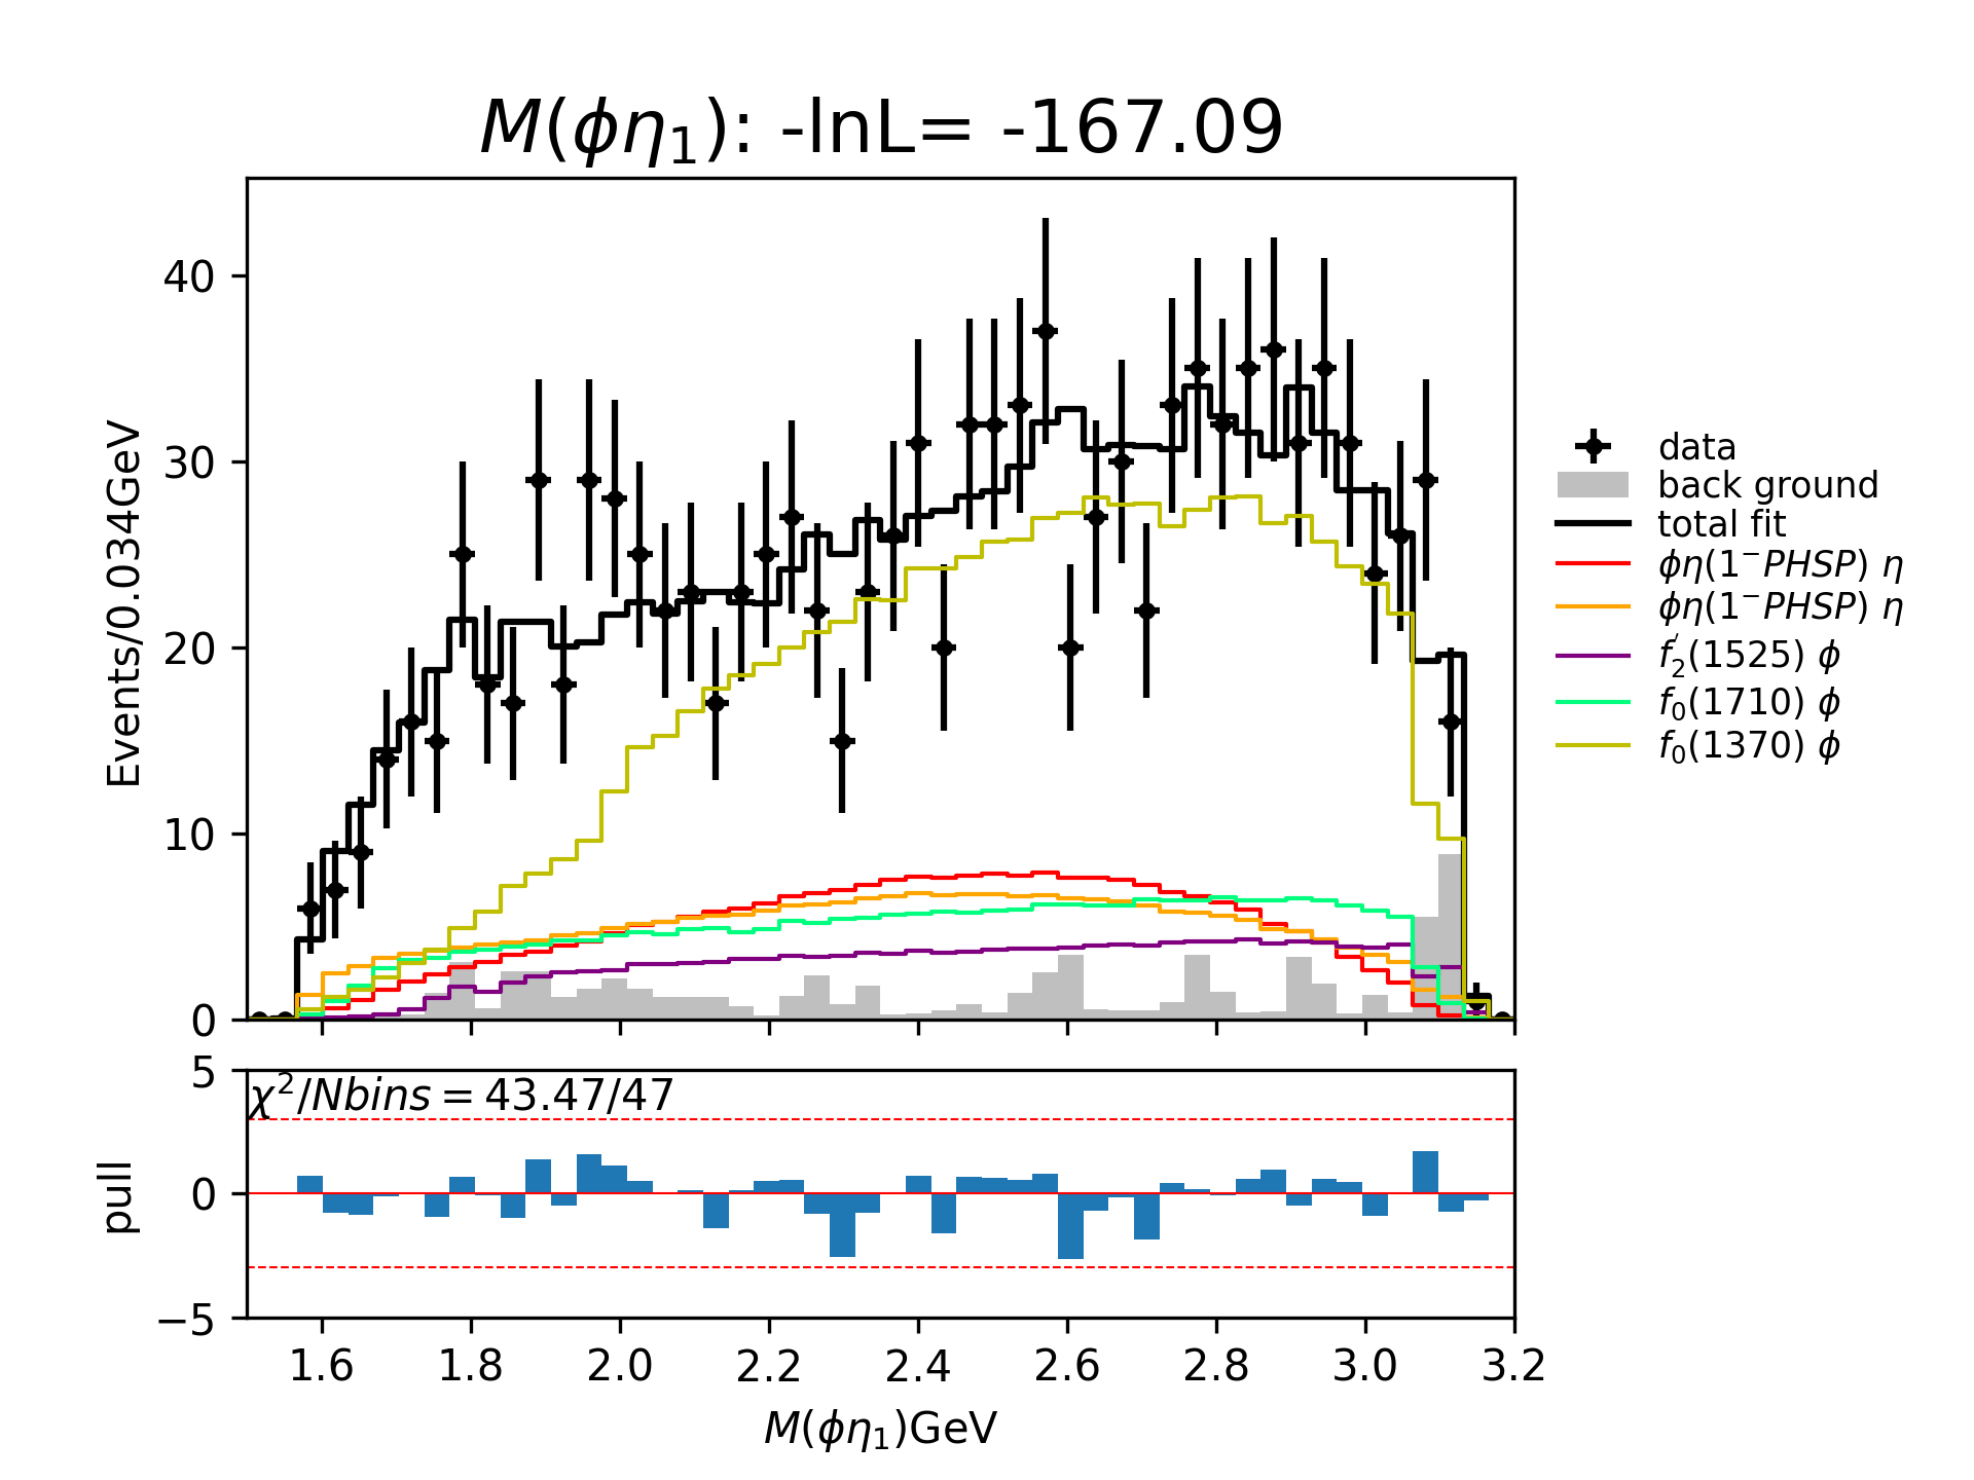 M(ϕη₁): -lnL= -167.09
Events/0.034GeV
40
30
20
10
0
data
back ground
total fit
ϕη(1⁻PHSP) η
ϕη(1⁻PHSP) η
f₂′(1525) ϕ
f₀(1710) ϕ
f₀(1370) ϕ
χ²/Nbins = 43.47/47
pull
5
0
−5
1.6 1.8 2.0 2.2 2.4 2.6 2.8 3.0 3.2
M(ϕη₁)GeV